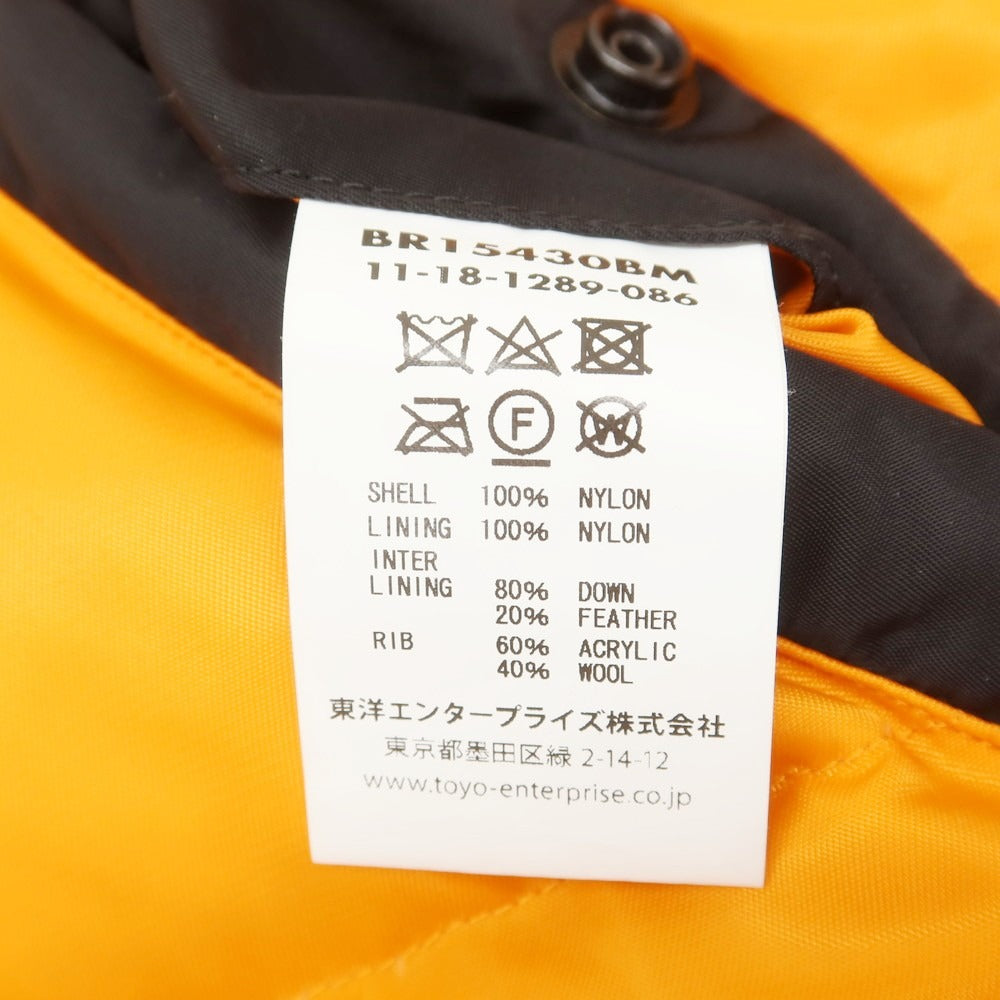 BR15430BM
11-18-1289-086
F W
SHELL 100% NYLON
LINING 100% NYLON
INTER
LINING 80% DOWN
20% FEATHER
RIB 60% ACRYLIC
40% WOOL
東洋エンタープライズ株式会社
東京都墨田区緑 2-14-12
www.toyo-enterprise.co.jp